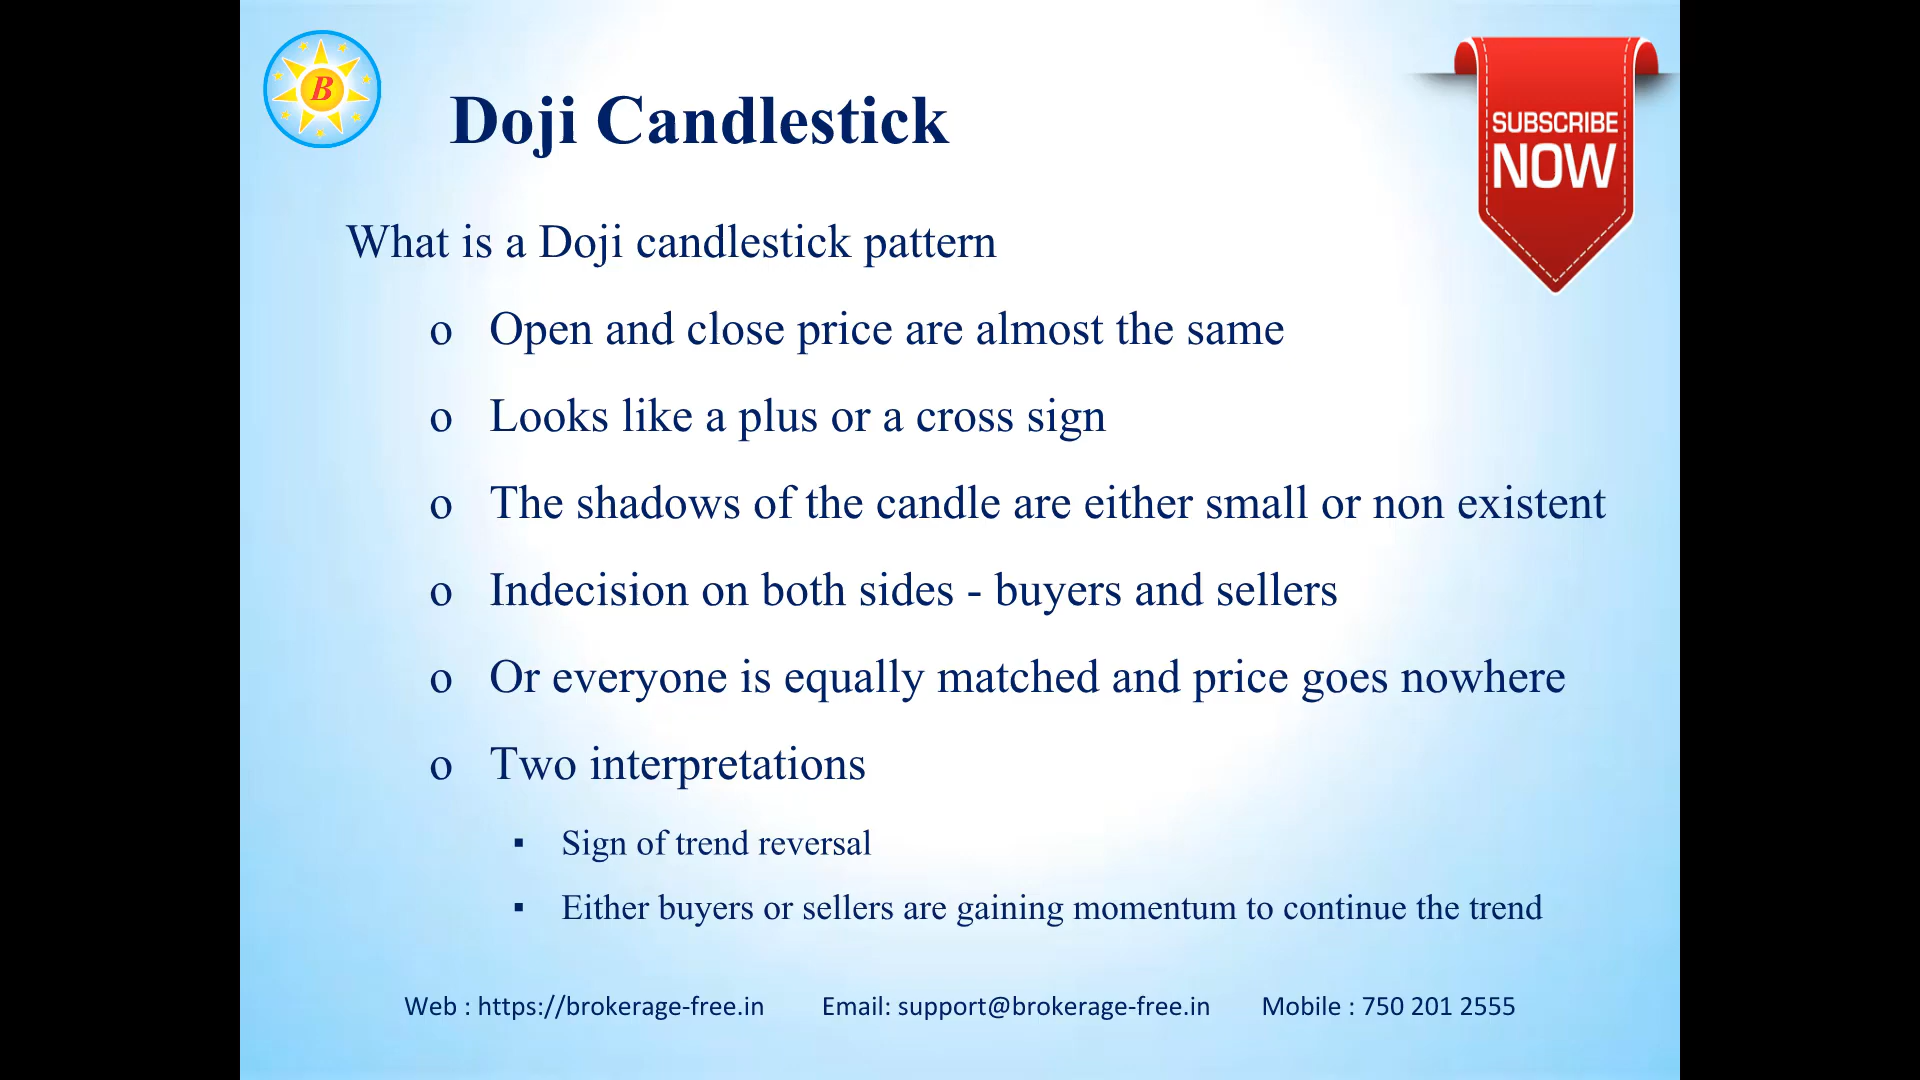 B
Doji Candlestick
SUBSCRIBE
NOW
What is a Doji candlestick pattern
o Open and close price are almost the same
o Looks like a plus or a cross sign
o The shadows of the candle are either small or non existent
o Indecision on both sides - buyers and sellers
o Or everyone is equally matched and price goes nowhere
o Two interpretations
▪ Sign of trend reversal
▪ Either buyers or sellers are gaining momentum to continue the trend
Web : https://brokerage-free.in Email: support@brokerage-free.in Mobile : 750 201 2555